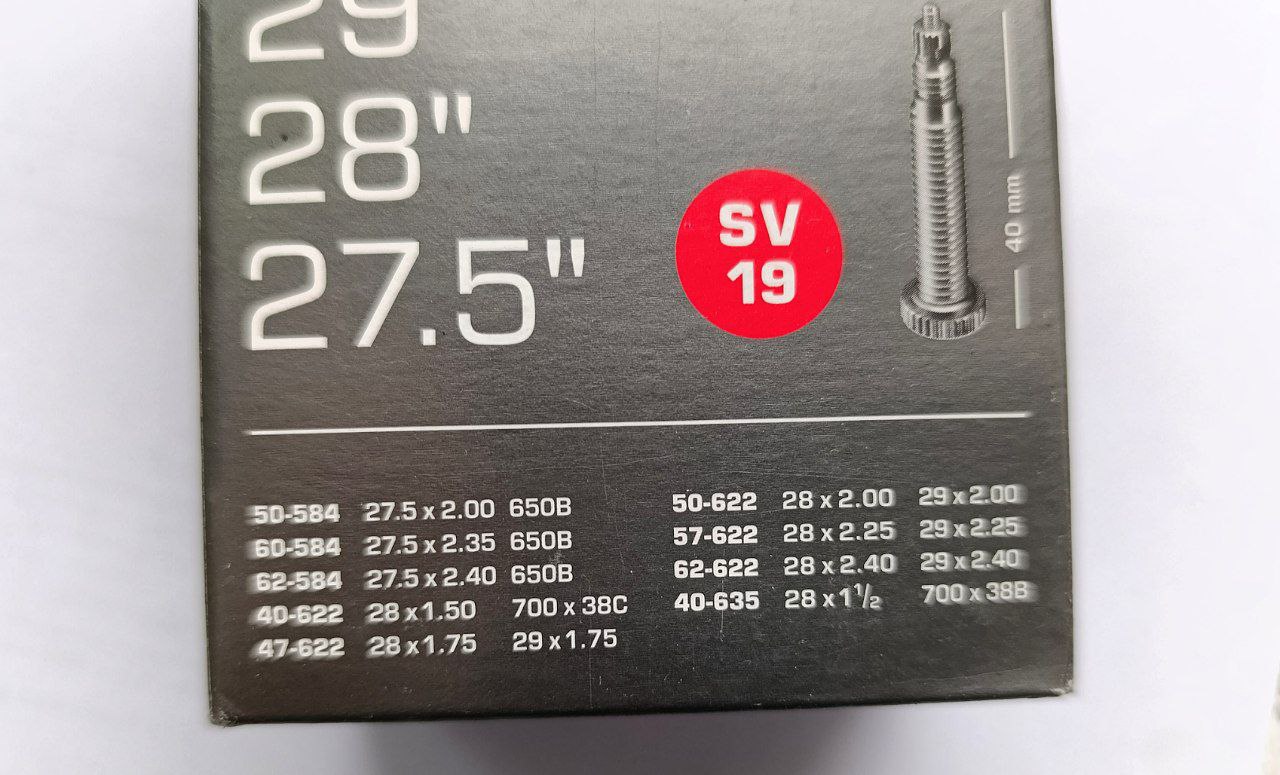 29
28"
27.5"
SV
19
40 mm
50-584 27.5 x 2.00 650B
60-584 27.5 x 2.35 650B
62-584 27.5 x 2.40 650B
40-622 28 x 1.50 700 x 38C
47-622 28 x 1.75 29 x 1.75
50-622 28 x 2.00 29 x 2.00
57-622 28 x 2.25 29 x 2.25
62-622 28 x 2.40 29 x 2.40
40-635 28 x 1½ 700 x 38B